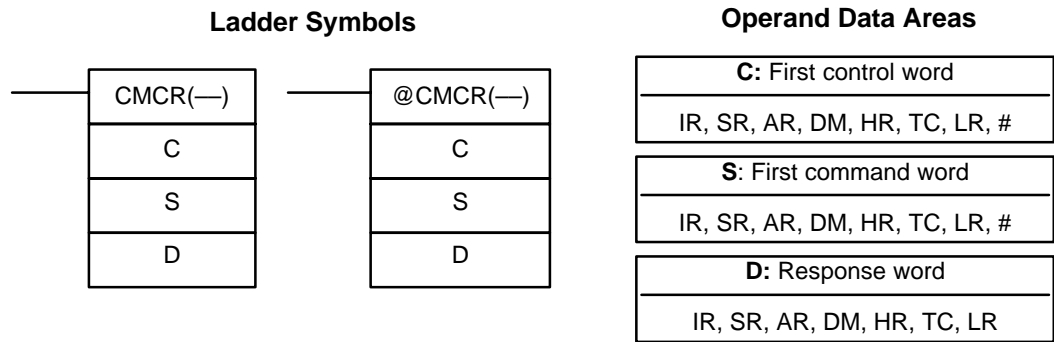 Ladder Symbols
CMCR(—)
C
S
D
@CMCR(—)
C
S
D
Operand Data Areas
C: First control word
IR, SR, AR, DM, HR, TC, LR, #
S: First command word
IR, SR, AR, DM, HR, TC, LR, #
D: Response word
IR, SR, AR, DM, HR, TC, LR